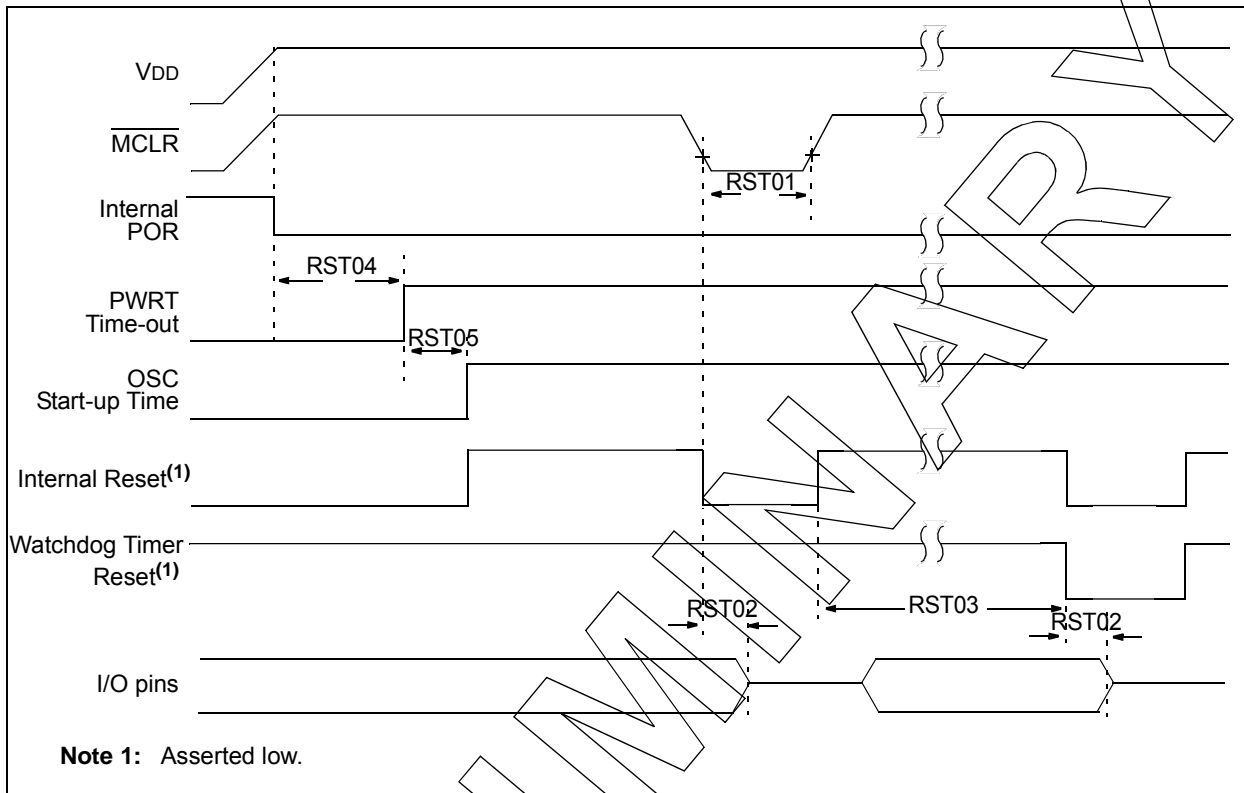 VDD
MCLR
Internal
POR
RST01
RST04
PWRT
Time-out
RST05
OSC
Start-up Time
Internal Reset(1)
Watchdog Timer
Reset(1)
RST02
RST03
RST02
I/O pins
Note 1: Asserted low.
IMINARY